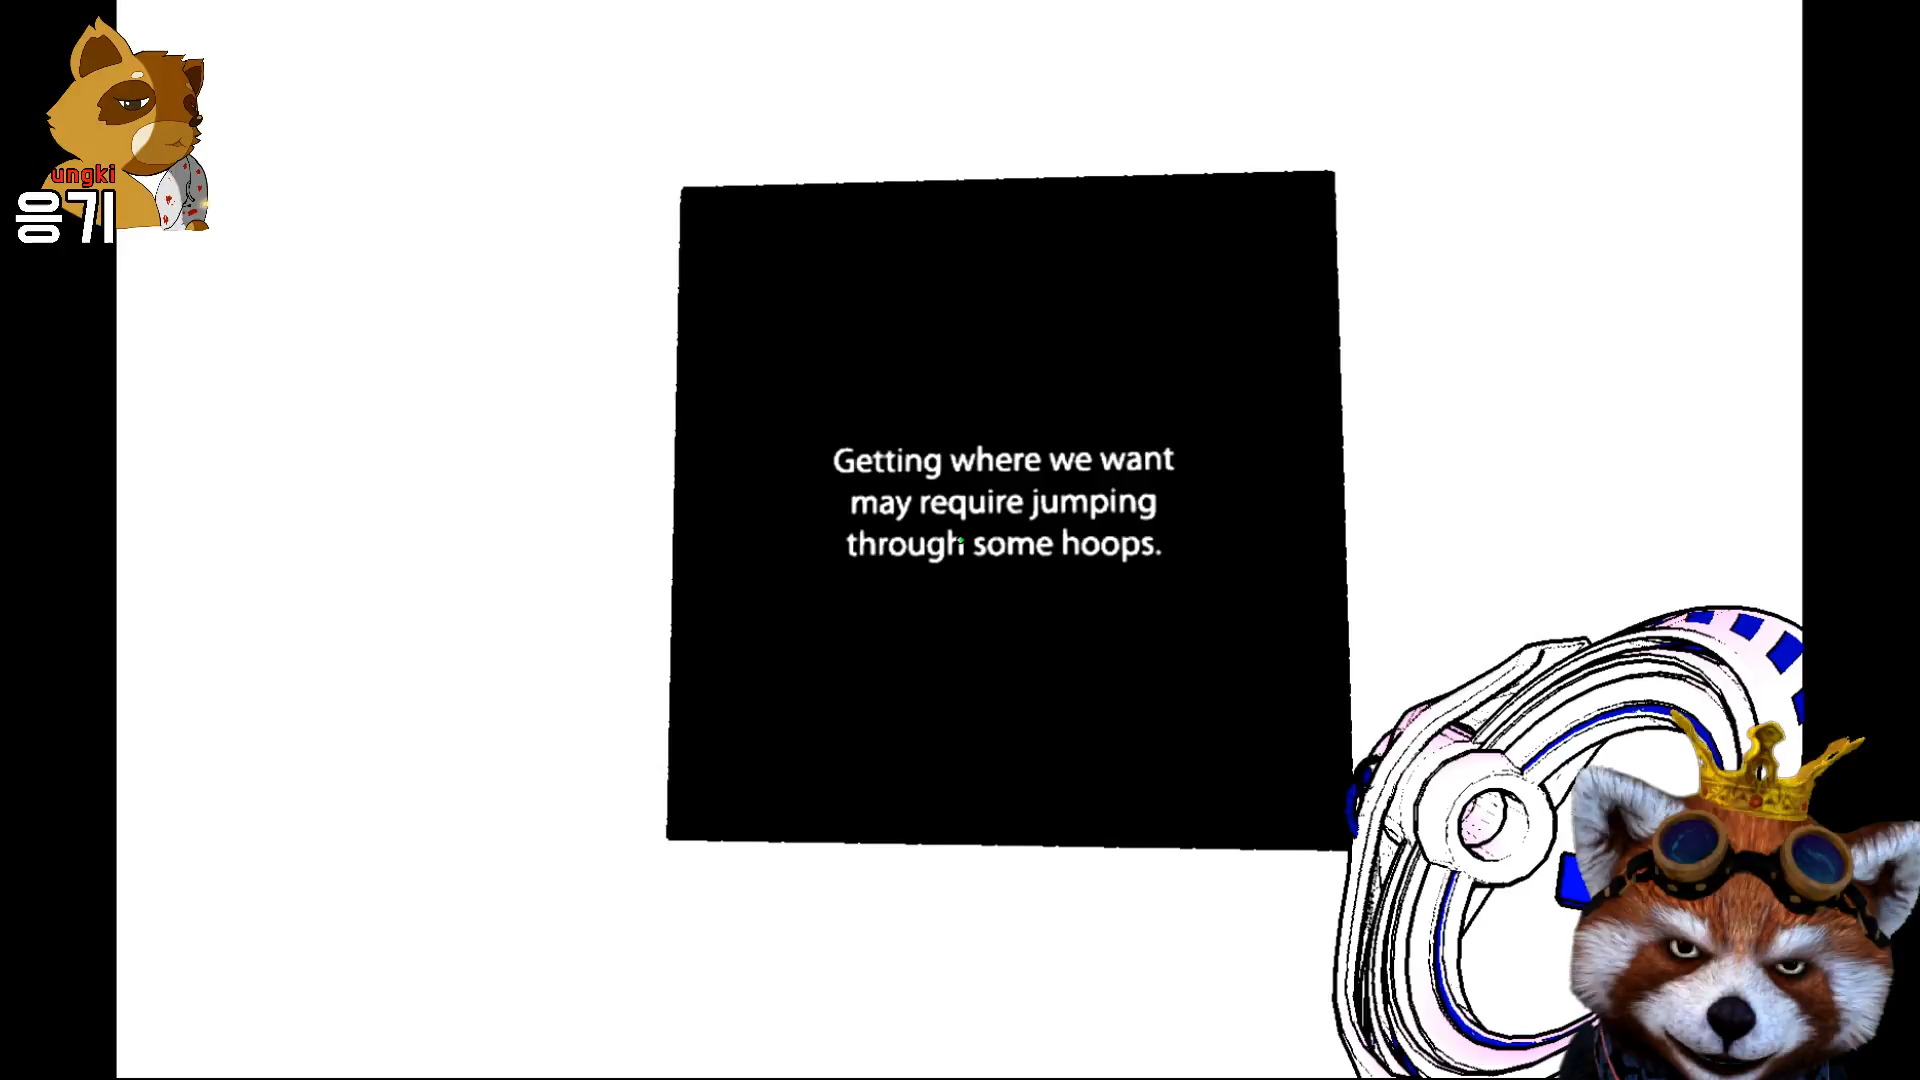 ungki
응기
Getting where we want
may require jumping
through some hoops.